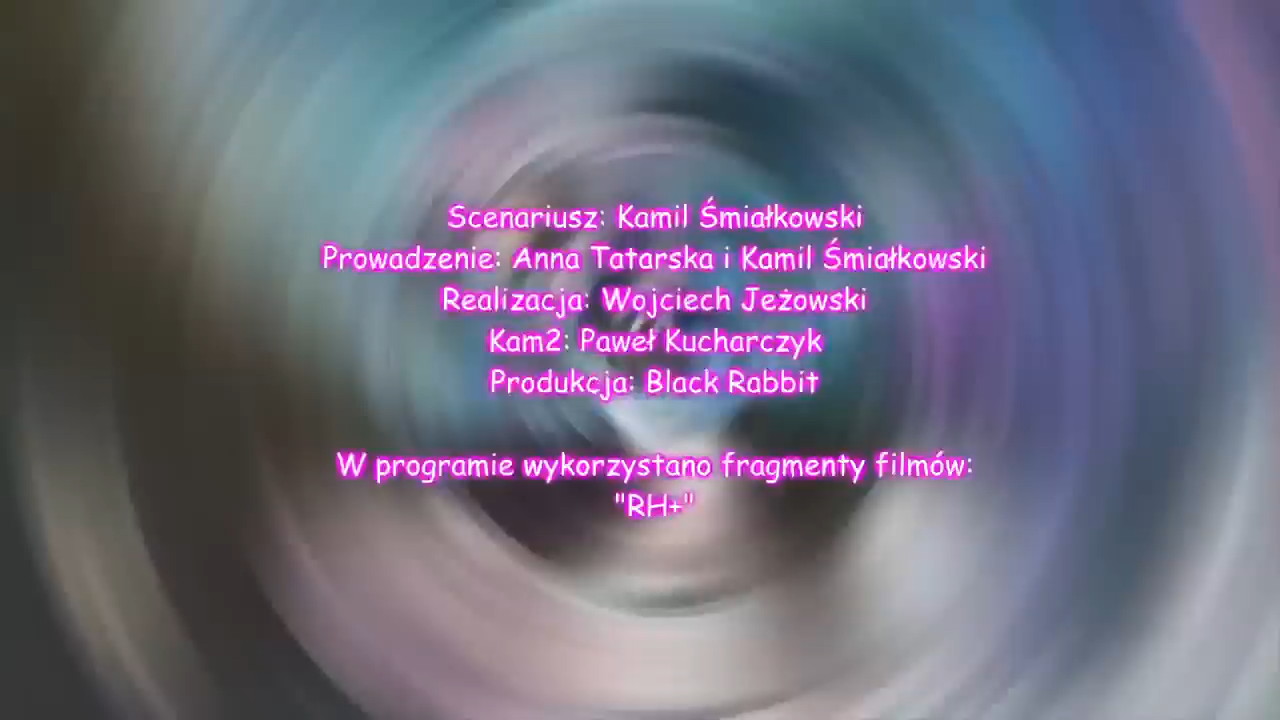 Scenariusz: Kamil Śmiałkowski
Prowadzenie: Anna Tatarska i Kamil Śmiałkowski
Realizacja: Wojciech Jeżowski
Kam2: Paweł Kucharczyk
Produkcja: Black Rabbit
W programie wykorzystano fragmenty filmów:
"RH+"